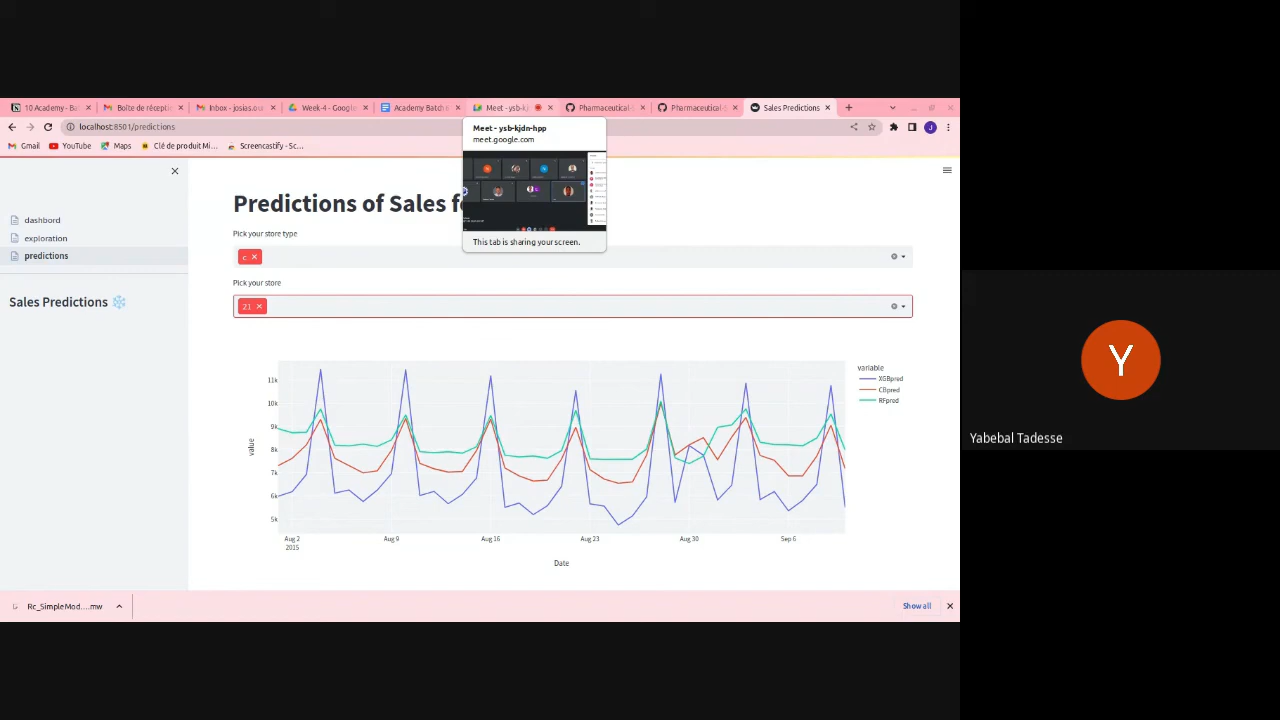 10 Academy - Ba
Boîte de récepti
Inbox - josias.ou
Week-4 - Google
Academy Batch
Meet - ysb-kj
Pharmaceutical-
Pharmaceutical-
Sales Predictions
localhost:8501/predictions
J
Gmail
YouTube
Maps
Clé de produit Mi...
Screencastify - Sc...
Meet - ysb-kjdn-hpp
meet.google.com
This tab is sharing your screen.
dashbord
exploration
predictions
Sales Predictions
Predictions of Sales f
Pick your store type
c
Pick your store
21
variable
XGBpred
CBpred
RFpred
value
11k
10k
9k
8k
7k
6k
5k
Aug 2
2015
Aug 9
Aug 16
Aug 23
Aug 30
Sep 6
Date
Rc_SimpleMod....mw
Show all
Y
Yabebal Tadesse